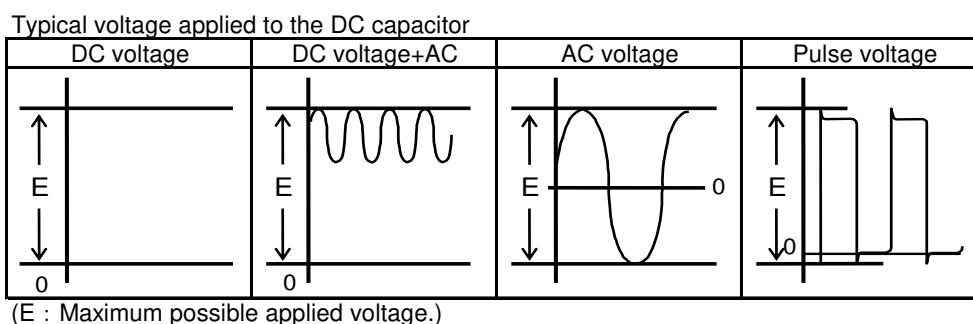 Typical voltage applied to the DC capacitor
DC voltage DC voltage+AC AC voltage Pulse voltage
E E E E
0 0 0 0
(E : Maximum possible applied voltage.)